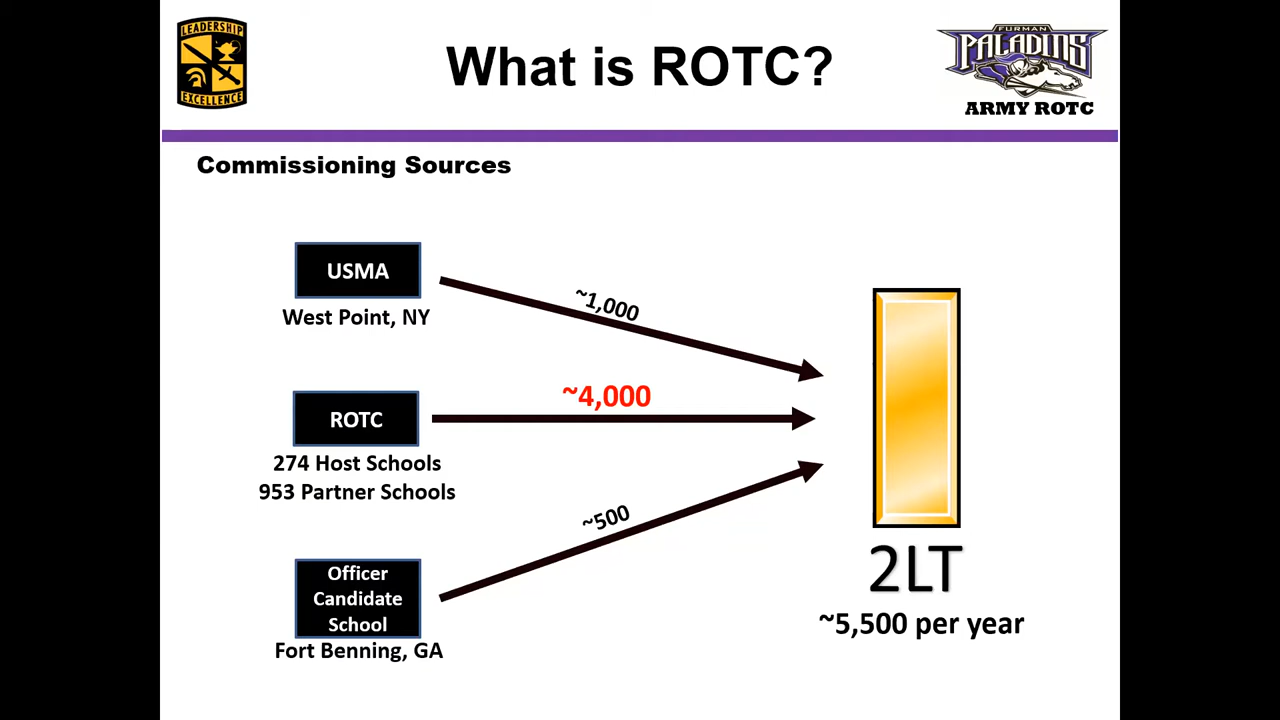 LEADERSHIP
EXCELLENCE
What is ROTC?
FURMAN
PALADINS
ARMY ROTC
Commissioning Sources
USMA
West Point, NY
~1,000
ROTC
~4,000
274 Host Schools
953 Partner Schools
~500
Officer
Candidate
School
Fort Benning, GA
2LT
~5,500 per year